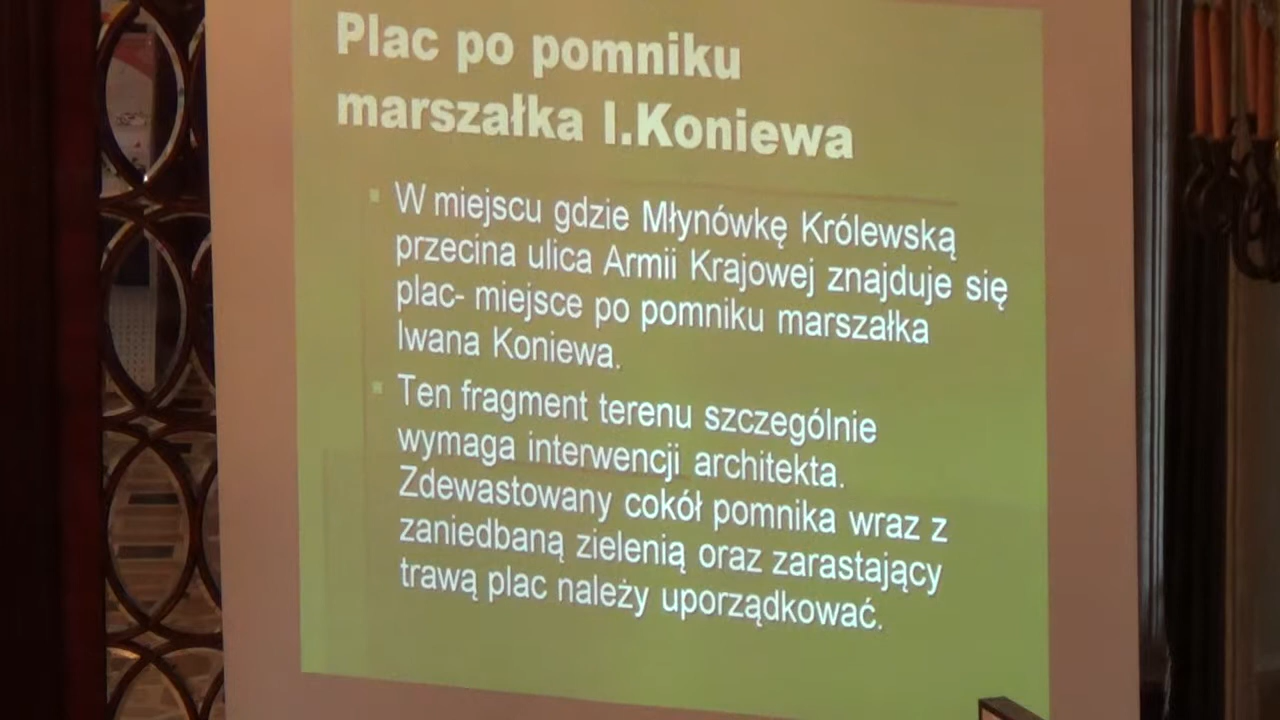 Plac po pomniku
marszałka I.Koniewa
W miejscu gdzie Młynówkę Królewską
przecina ulica Armii Krajowej znajduje się
plac- miejsce po pomniku marszałka
Iwana Koniewa.
Ten fragment terenu szczególnie
wymaga interwencji architekta.
Zdewastowany cokół pomnika wraz z
zaniedbaną zielenią oraz zarastający
trawą plac należy uporządkować.